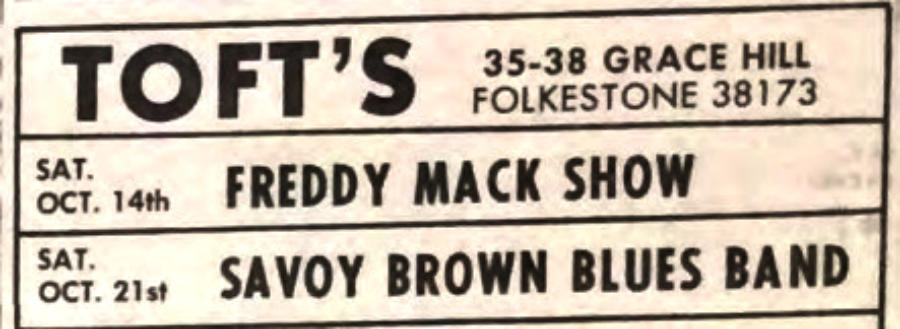 TOFT'S
35-38 GRACE HILL
FOLKESTONE 38173
SAT.
OCT. 14th
FREDDY MACK SHOW
SAT.
OCT. 21st
SAVOY BROWN BLUES BAND